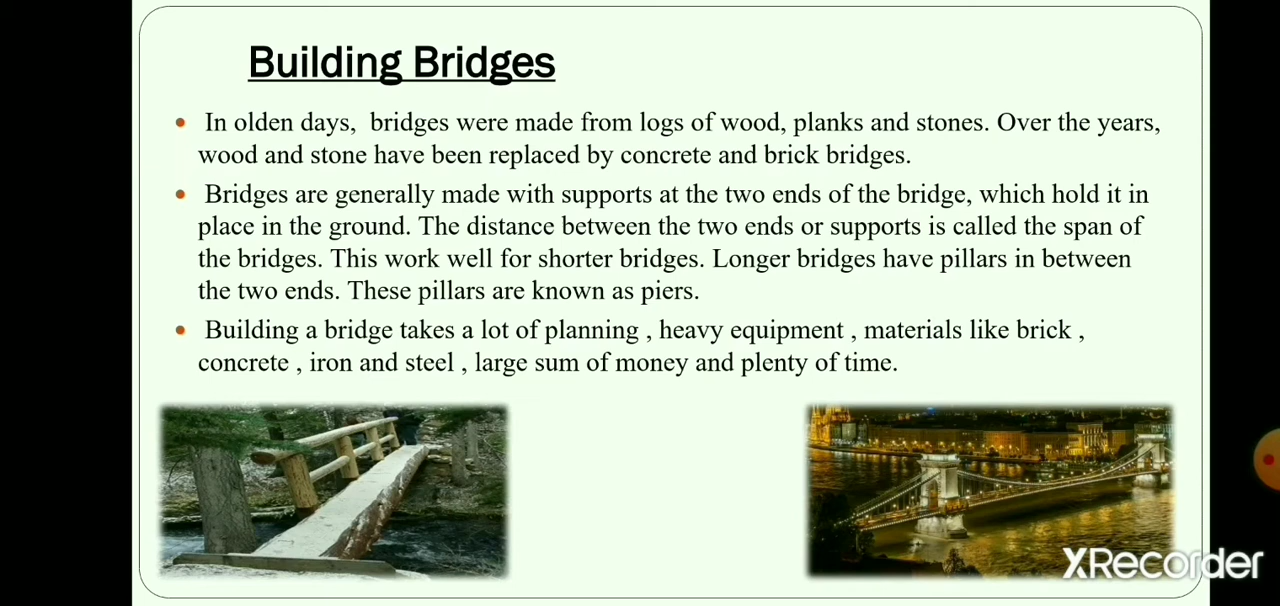 Building Bridges
• In olden days,  bridges were made from logs of wood, planks and stones. Over the years,
wood and stone have been replaced by concrete and brick bridges.
• Bridges are generally made with supports at the two ends of the bridge, which hold it in
place in the ground. The distance between the two ends or supports is called the span of
the bridges. This work well for shorter bridges. Longer bridges have pillars in between
the two ends. These pillars are known as piers.
• Building a bridge takes a lot of planning , heavy equipment , materials like brick ,
concrete , iron and steel , large sum of money and plenty of time.
XRecorder